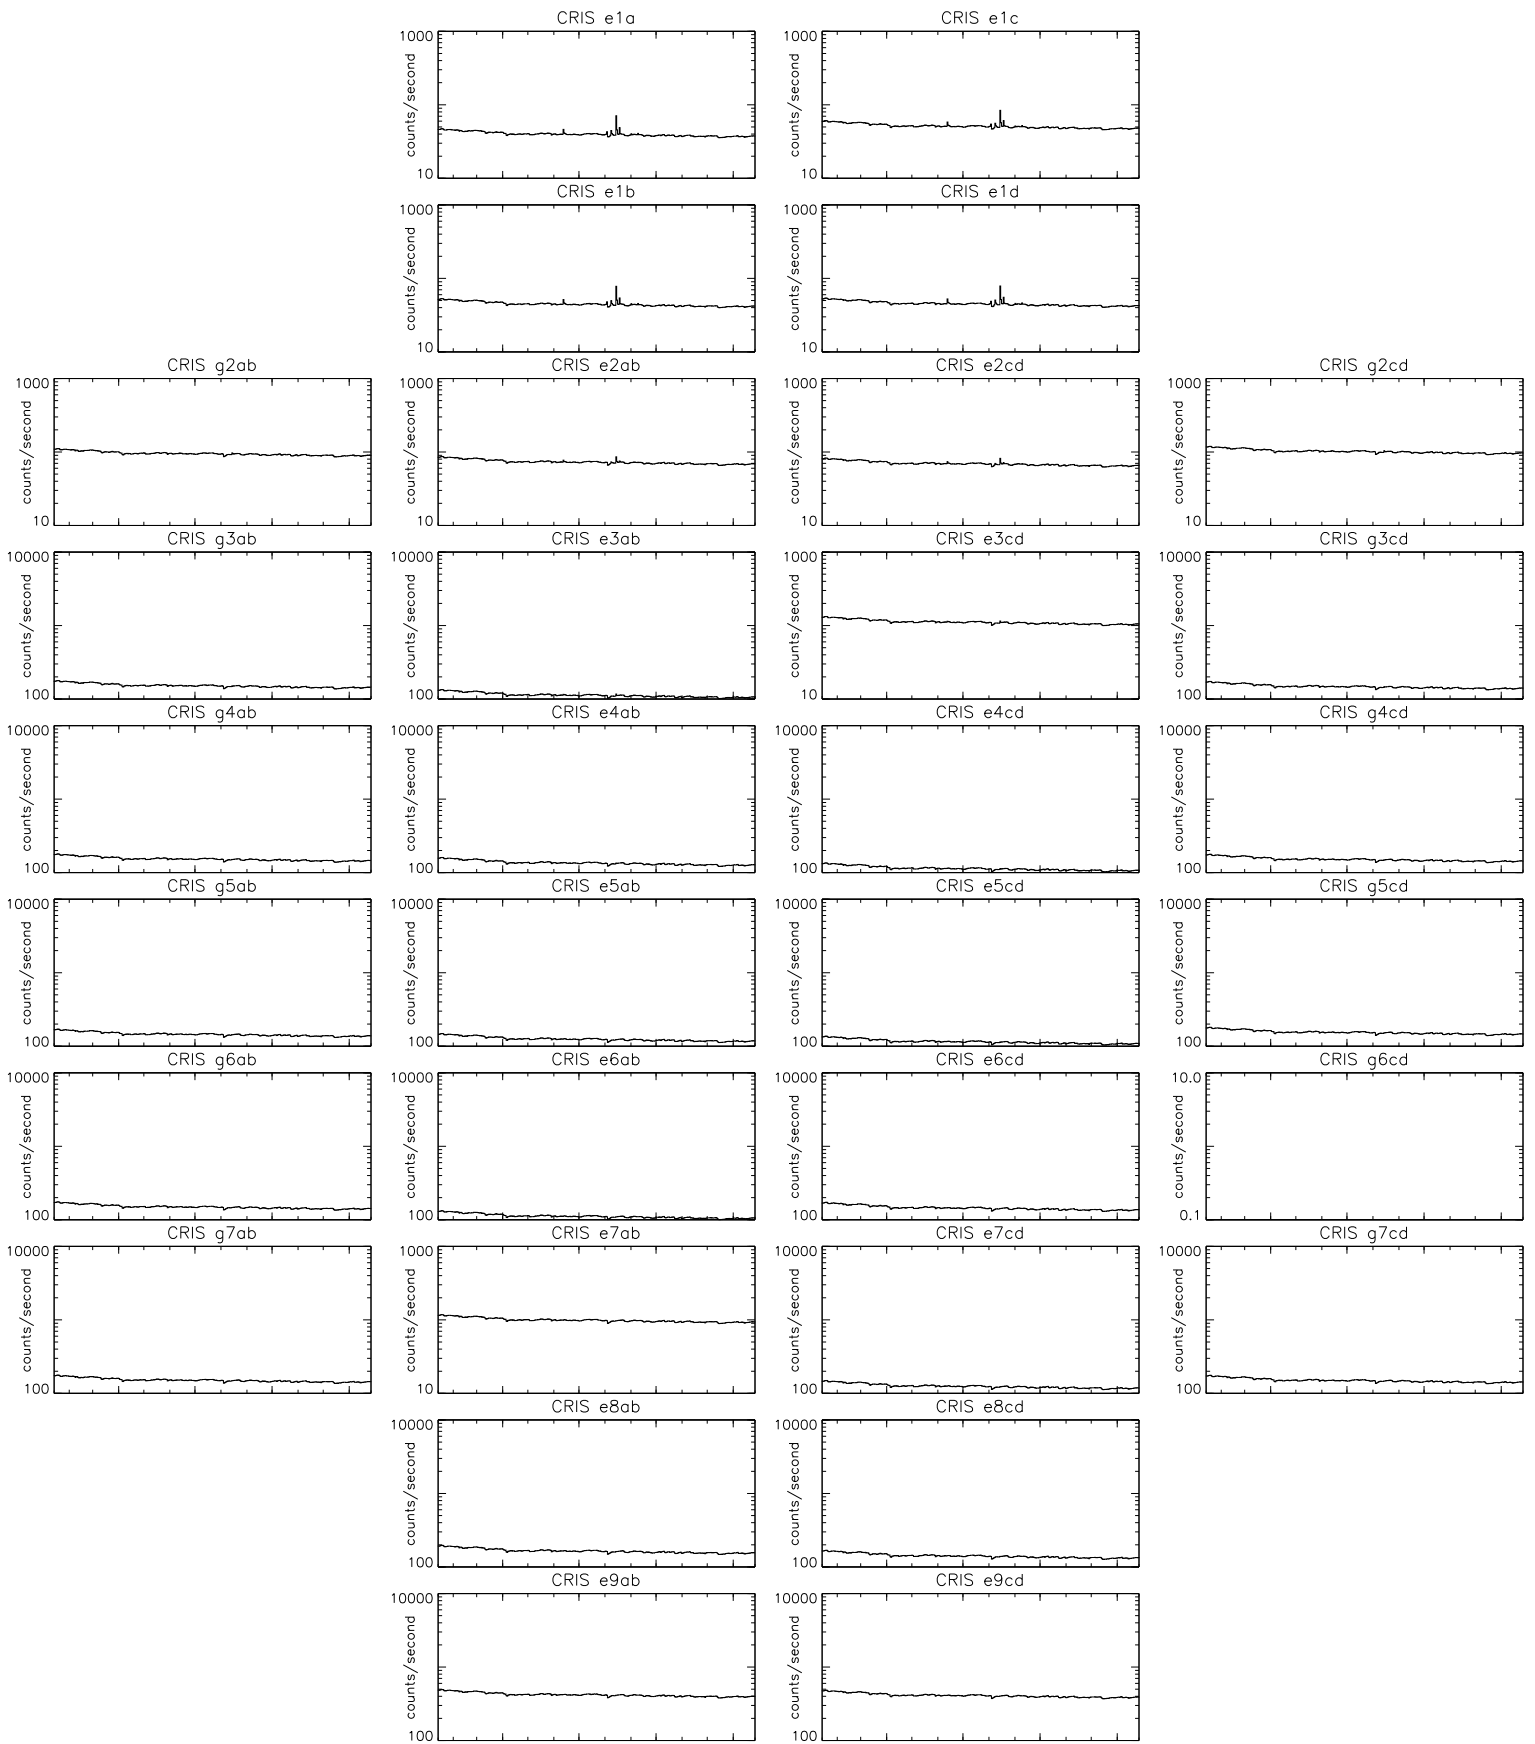 CRIS e1a
CRIS e1c
1000
counts/second
10
1000
counts/second
10
CRIS e1b
CRIS e1d
1000
counts/second
10
1000
counts/second
10
CRIS g2ab
CRIS e2ab
CRIS e2cd
CRIS g2cd
1000
counts/second
10
1000
counts/second
10
1000
counts/second
10
1000
counts/second
10
CRIS g3ab
CRIS e3ab
CRIS e3cd
CRIS g3cd
10000
counts/second
100
10000
counts/second
100
1000
counts/second
10
10000
counts/second
100
CRIS g4ab
CRIS e4ab
CRIS e4cd
CRIS g4cd
10000
counts/second
100
10000
counts/second
100
10000
counts/second
100
10000
counts/second
100
CRIS g5ab
CRIS e5ab
CRIS e5cd
CRIS g5cd
10000
counts/second
100
10000
counts/second
100
10000
counts/second
100
10000
counts/second
100
CRIS g6ab
CRIS e6ab
CRIS e6cd
CRIS g6cd
10000
counts/second
100
10000
counts/second
100
10000
counts/second
100
10.0
counts/second
0.1
CRIS g7ab
CRIS e7ab
CRIS e7cd
CRIS g7cd
10000
counts/second
100
1000
counts/second
10
10000
counts/second
100
10000
counts/second
100
CRIS e8ab
CRIS e8cd
10000
counts/second
100
10000
counts/second
100
CRIS e9ab
CRIS e9cd
10000
counts/second
100
10000
counts/second
100